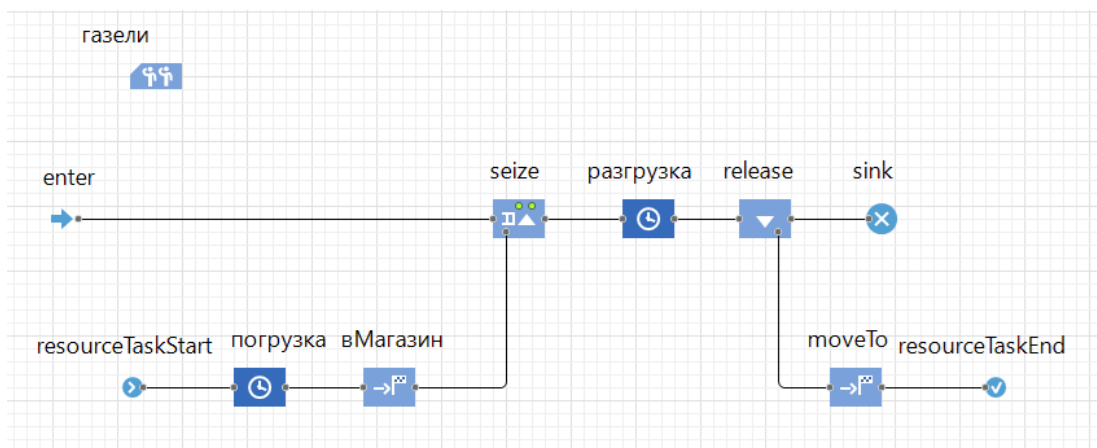 газели
enter
seize
разгрузка
release
sink
resourceTaskStart
погрузка
вМагазин
moveTo
resourceTaskEnd